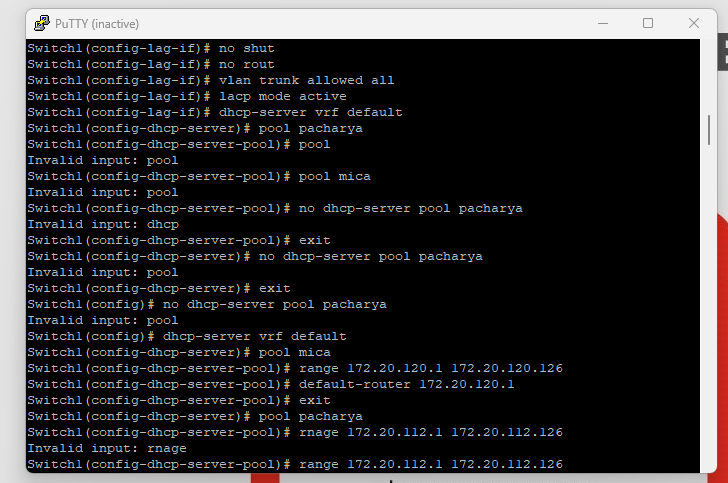 PuTTY (inactive)
Switch1(config-lag-if)# no shut
Switch1(config-lag-if)# no rout
Switch1(config-lag-if)# vlan trunk allowed all
Switch1(config-lag-if)# lacp mode active
Switch1(config-lag-if)# dhcp-server vrf default
Switch1(config-dhcp-server)# pool pacharya
Switch1(config-dhcp-server-pool)# pool
Invalid input: pool
Switch1(config-dhcp-server-pool)# pool mica
Invalid input: pool
Switch1(config-dhcp-server-pool)# no dhcp-server pool pacharya
Invalid input: dhcp
Switch1(config-dhcp-server-pool)# exit
Switch1(config-dhcp-server)# no dhcp-server pool pacharya
Invalid input: pool
Switch1(config-dhcp-server)# exit
Switch1(config)# no dhcp-server pool pacharya
Invalid input: pool
Switch1(config)# dhcp-server vrf default
Switch1(config-dhcp-server)# pool mica
Switch1(config-dhcp-server-pool)# range 172.20.120.1 172.20.120.126
Switch1(config-dhcp-server-pool)# default-router 172.20.120.1
Switch1(config-dhcp-server-pool)# exit
Switch1(config-dhcp-server)# pool pacharya
Switch1(config-dhcp-server-pool)# rnage 172.20.112.1 172.20.112.126
Invalid input: rnage
Switch1(config-dhcp-server-pool)# range 172.20.112.1 172.20.112.126